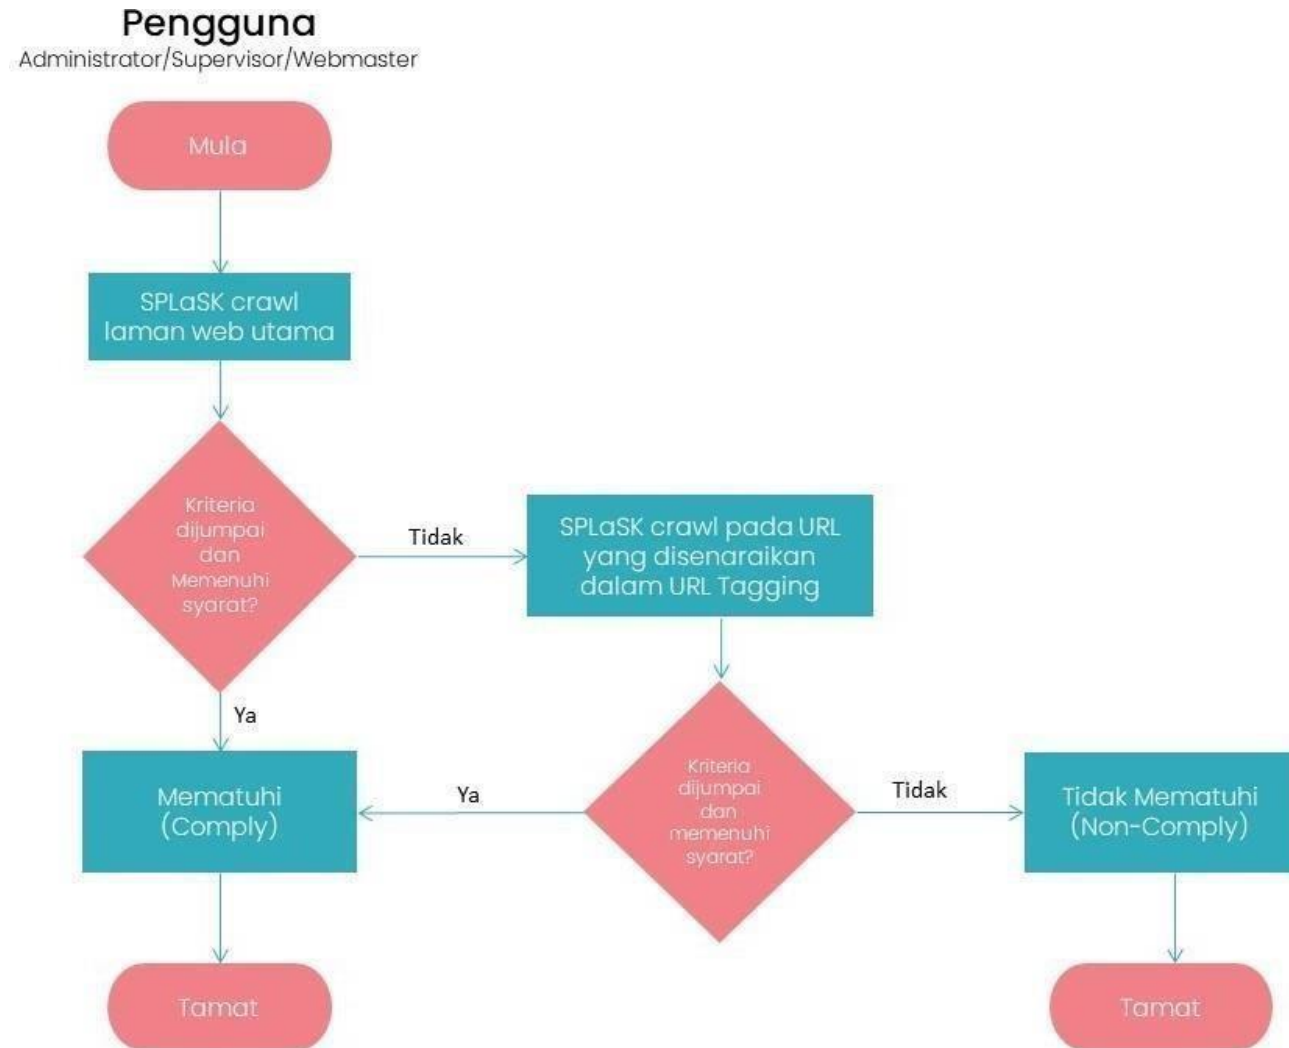 Pengguna
Administrator/Supervisor/Webmaster
Mula
SPLaSK crawl
laman web utama
Kriteria
dijumpai
dan
Memenuhi
syarat?
Tidak
SPLaSK crawl pada URL
yang disenaraikan
dalam URL Tagging
Ya
Mematuhi
(Comply)
Ya
Kriteria
dijumpai
dan
memenuhi
syarat?
Tidak
Tidak Mematuhi
(Non-Comply)
Tamat
Tamat